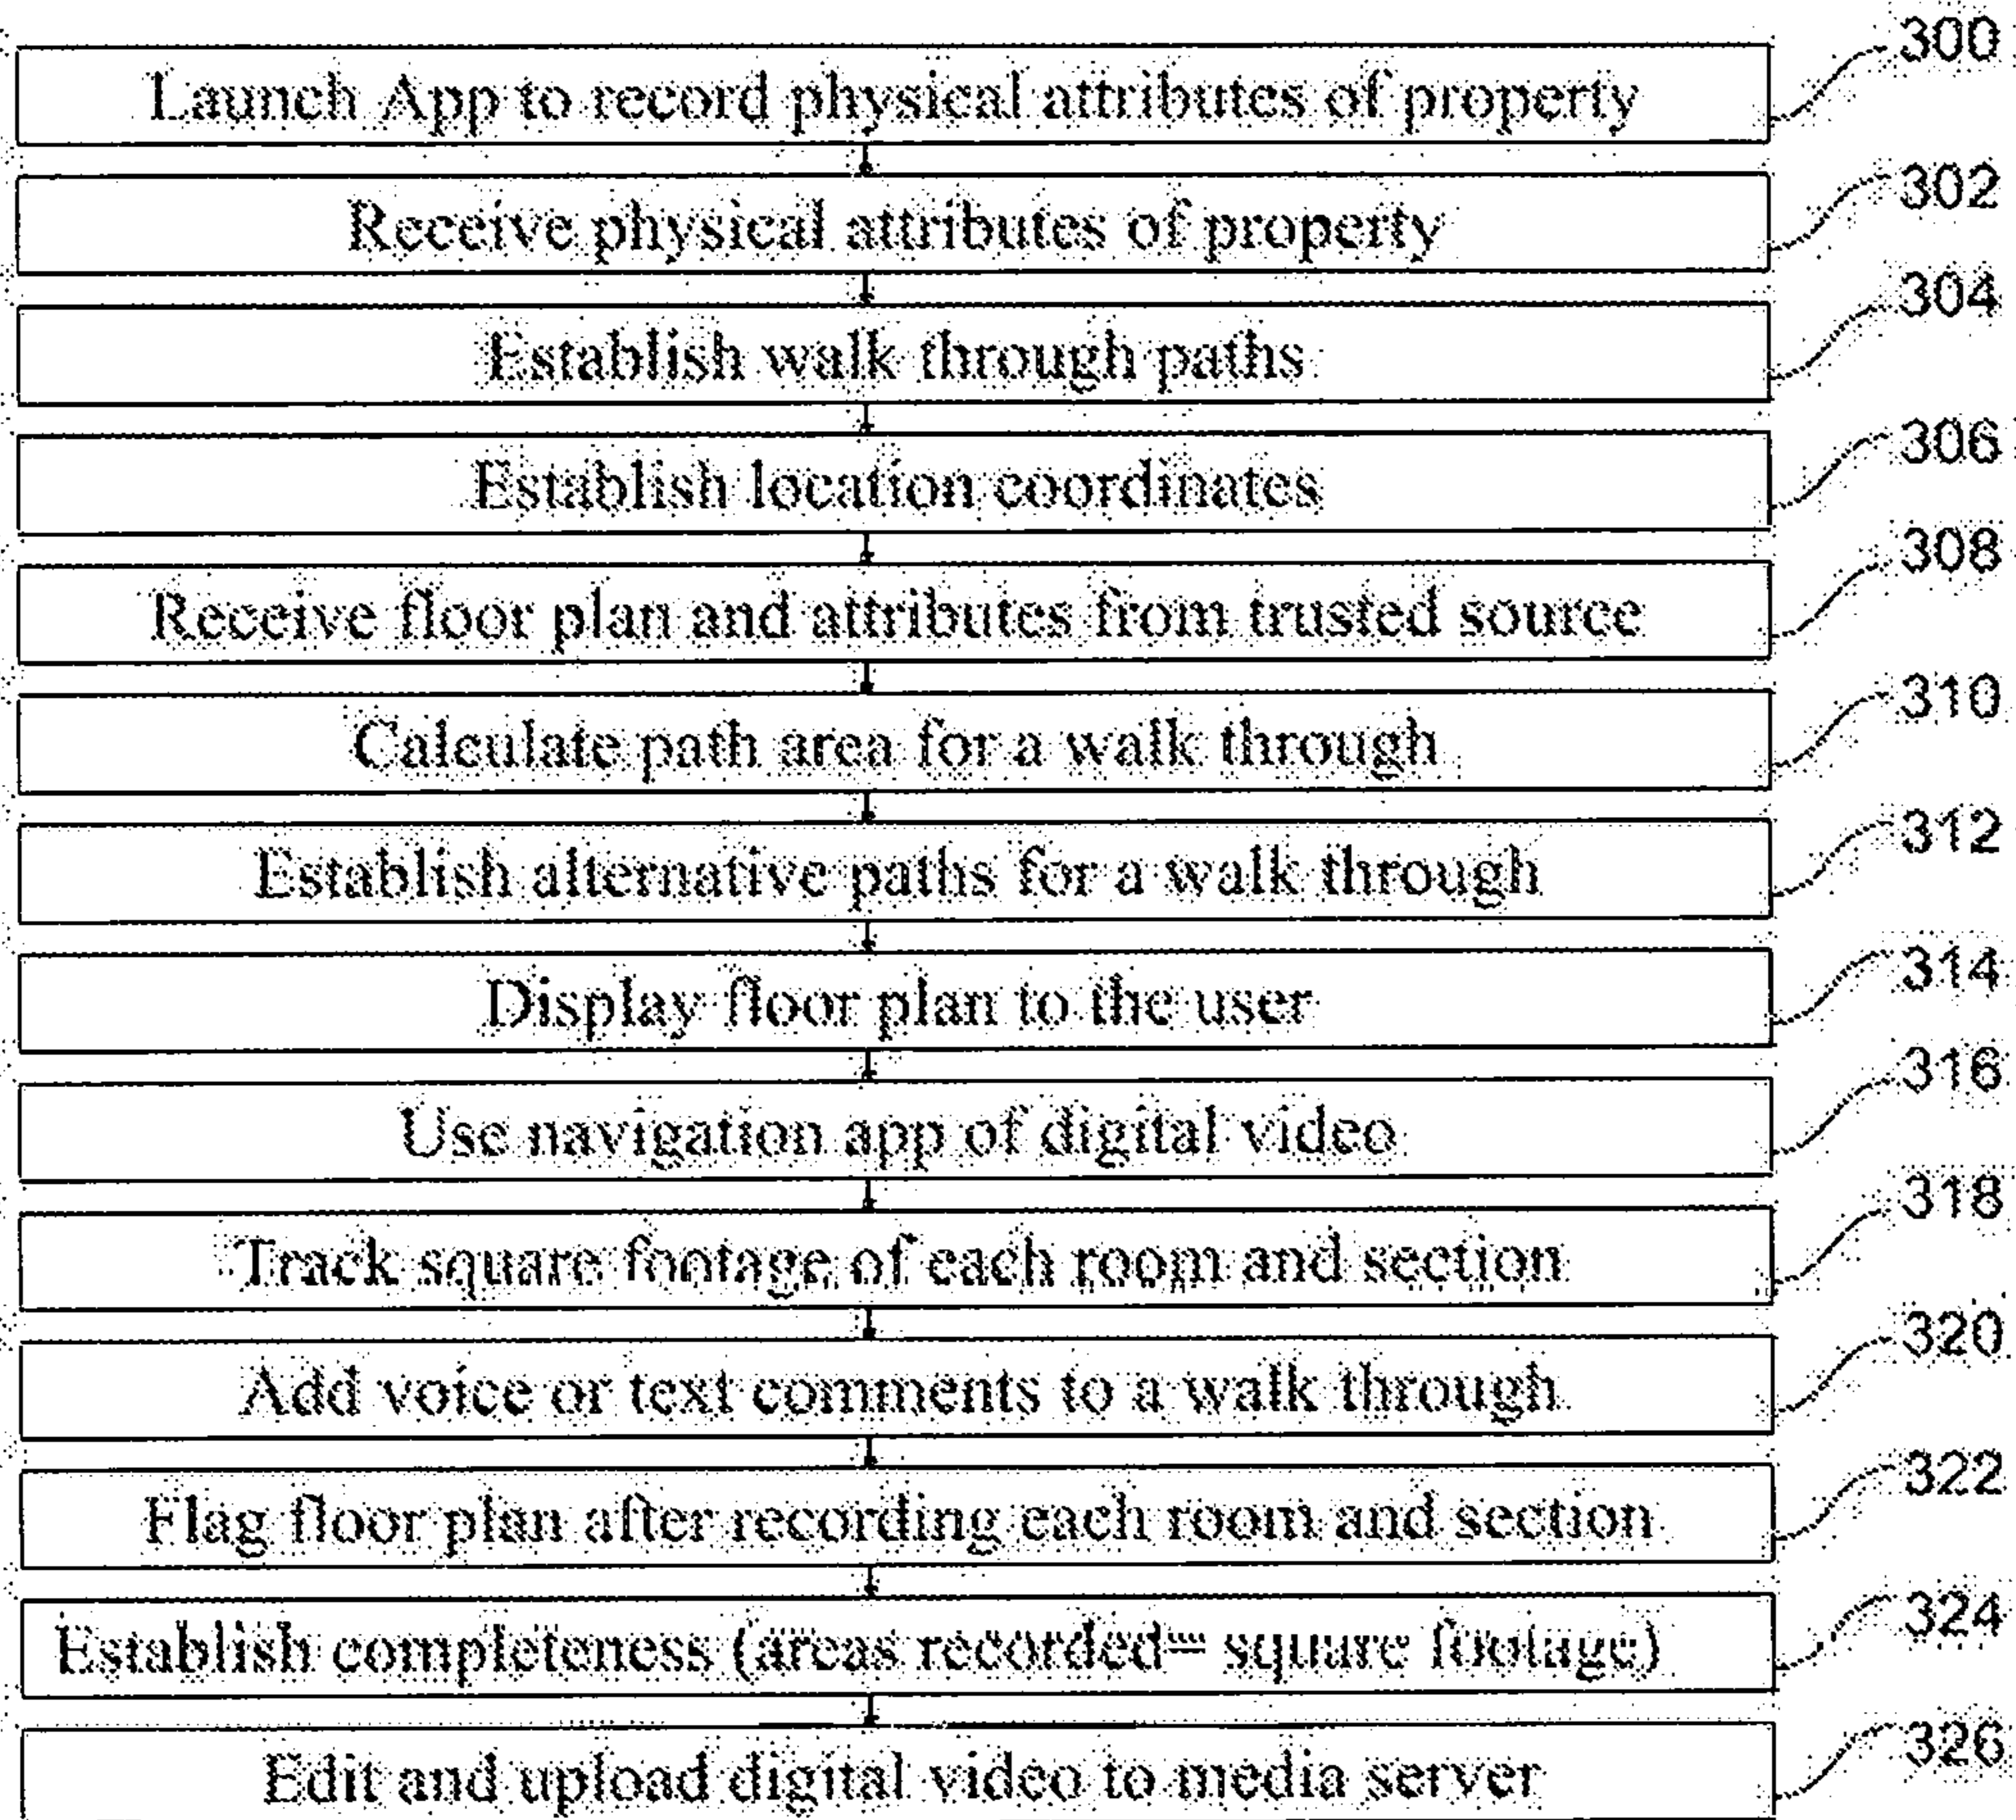 Launch App to record physical attributes of property 300
Receive physical attributes of property 302
Establish walk through paths 304
Establish location coordinates 306
Receive floor plan and attributes from trusted source 308
Calculate path area for a walk through 310
Establish alternative paths for a walk through 312
Display floor plan to the user 314
Use navigation app of digital video 316
Track square footage of each room and section 318
Add voice or text comments to a walk through 320
Flag floor plan after recording each room and section 322
Establish completeness (areas recorded= square footage) 324
Edit and upload digital video to media server 326